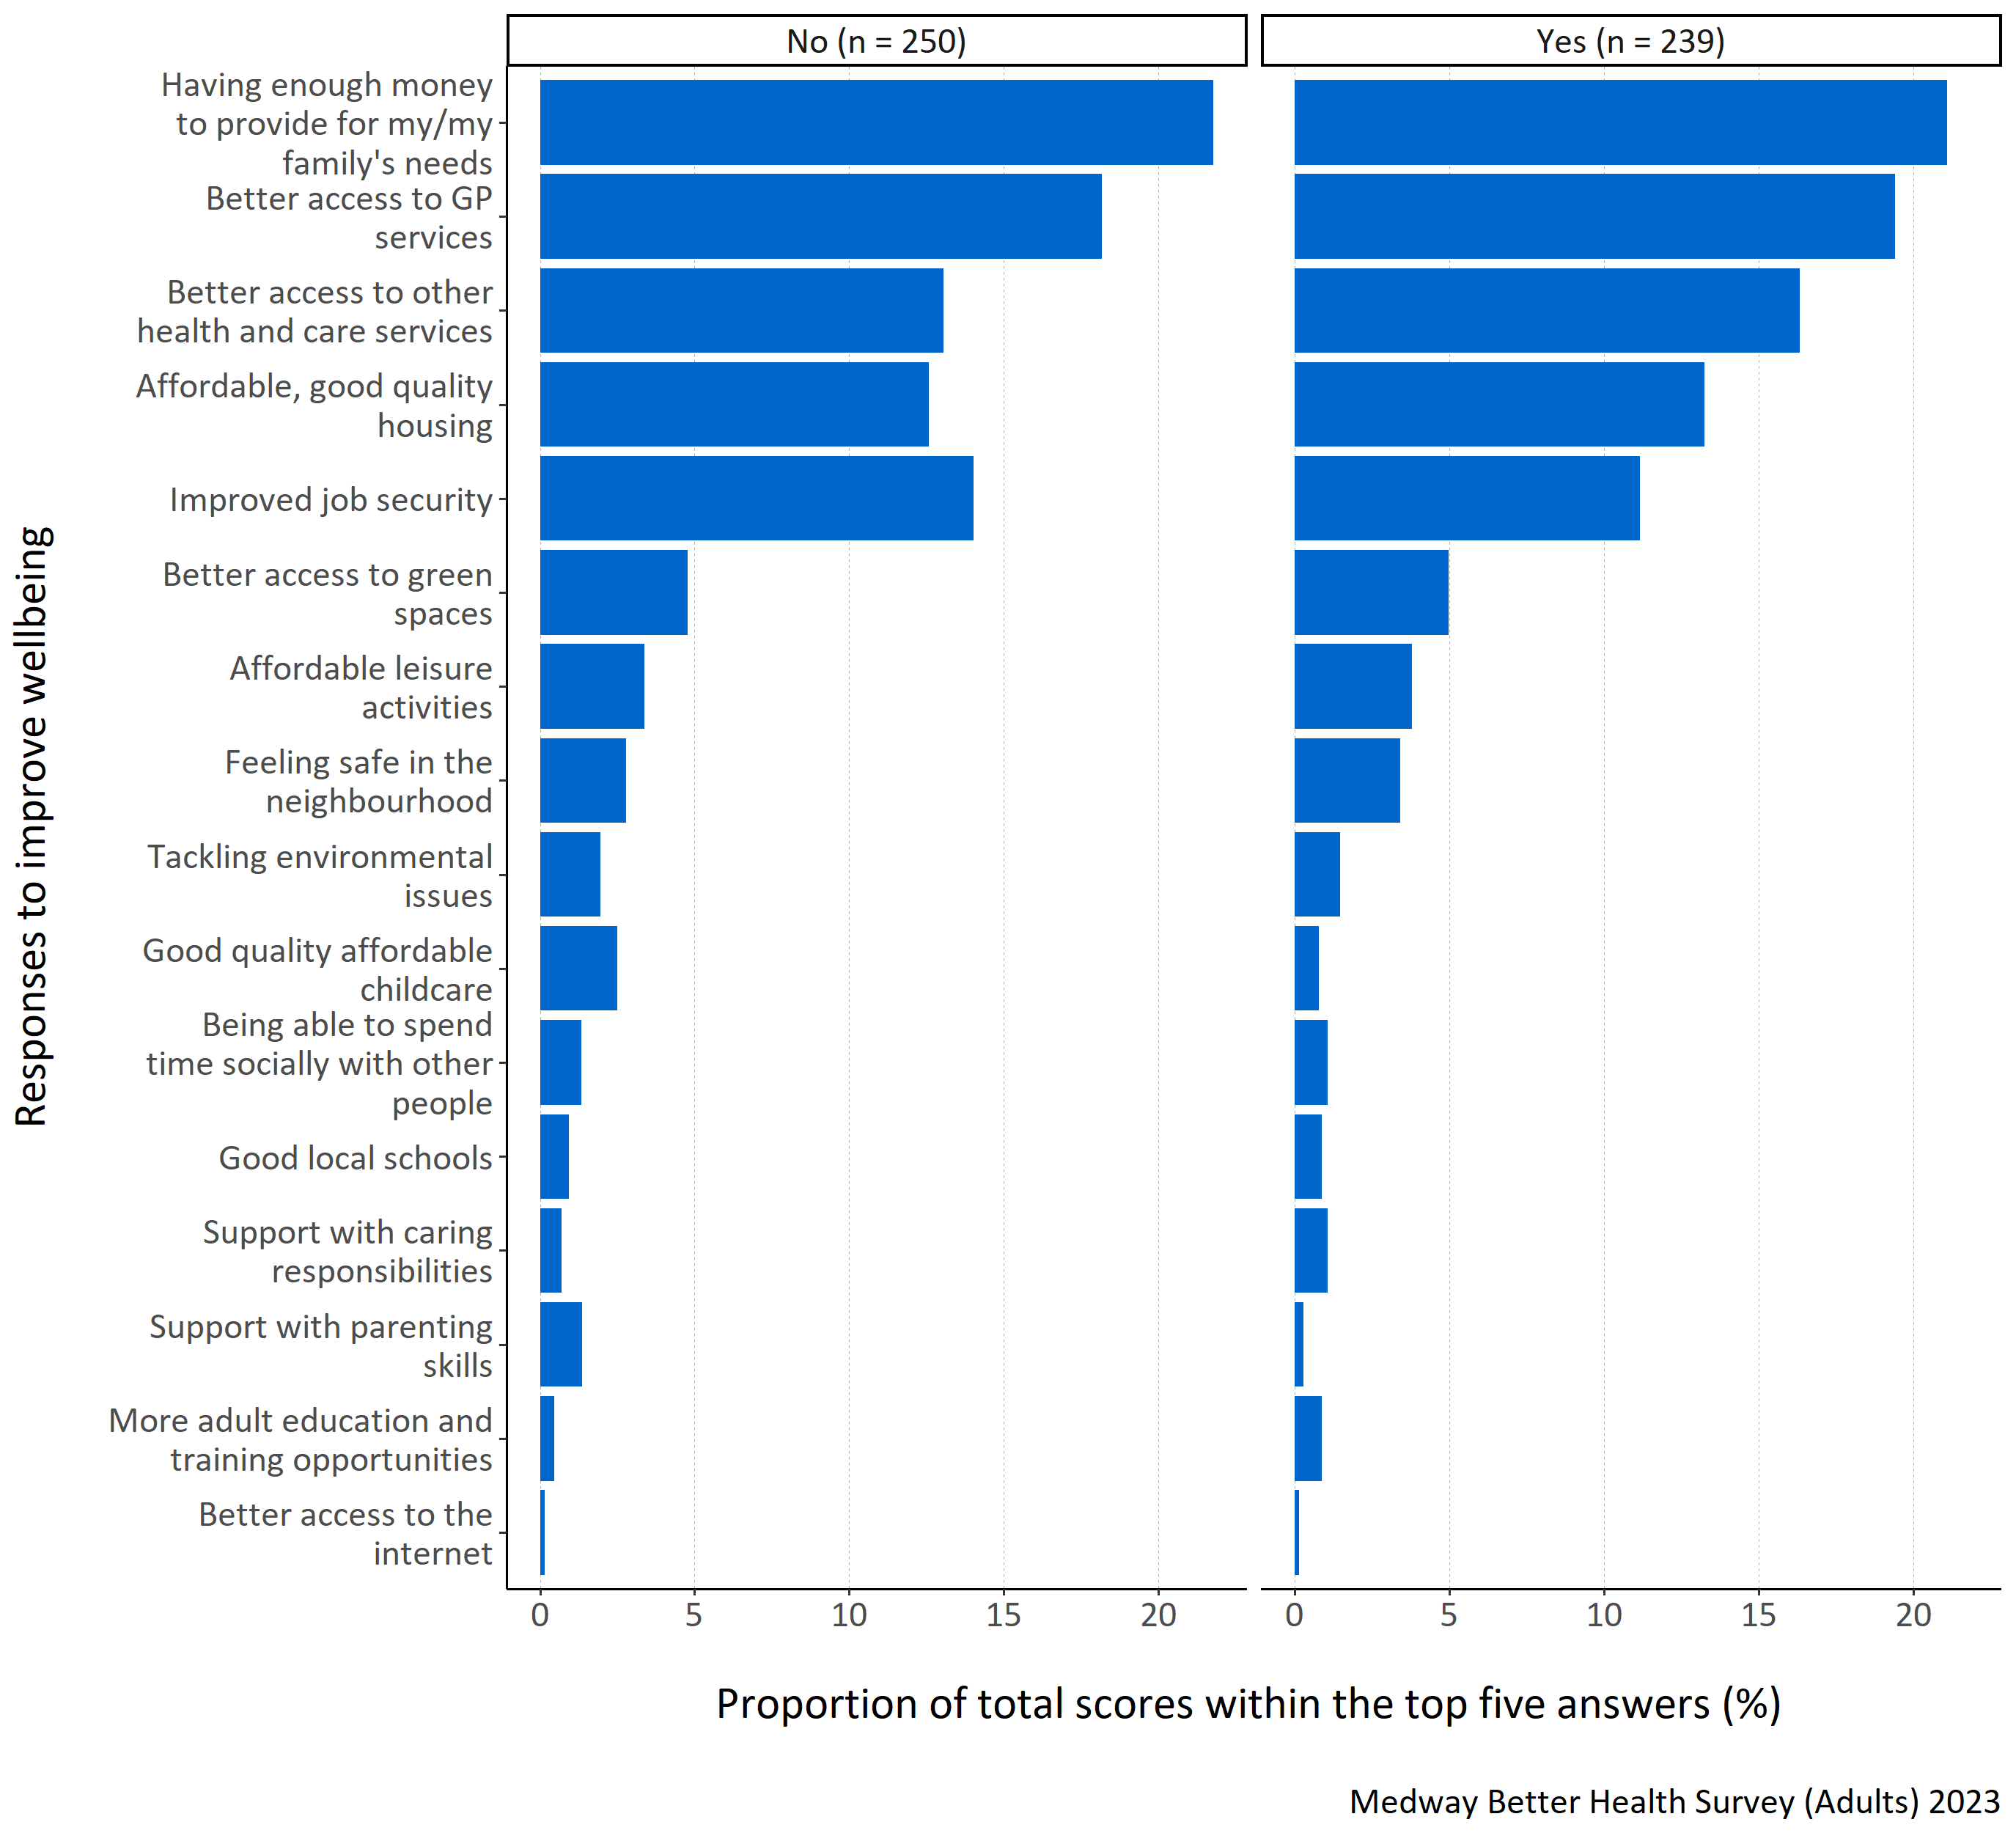 No (n = 250)
Yes (n = 239)
Responses to improve wellbeing
Having enough money
to provide for my/my
family's needs
Better access to GP
services
Better access to other
health and care services
Affordable, good quality
housing
Improved job security
Better access to green
spaces
Affordable leisure
activities
Feeling safe in the
neighbourhood
Tackling environmental
issues
Good quality affordable
childcare
Being able to spend
time socially with other
people
Good local schools
Support with caring
responsibilities
Support with parenting
skills
More adult education and
training opportunities
Better access to the
internet
0 5 10 15 20
0 5 10 15 20
Proportion of total scores within the top five answers (%)
Medway Better Health Survey (Adults) 2023